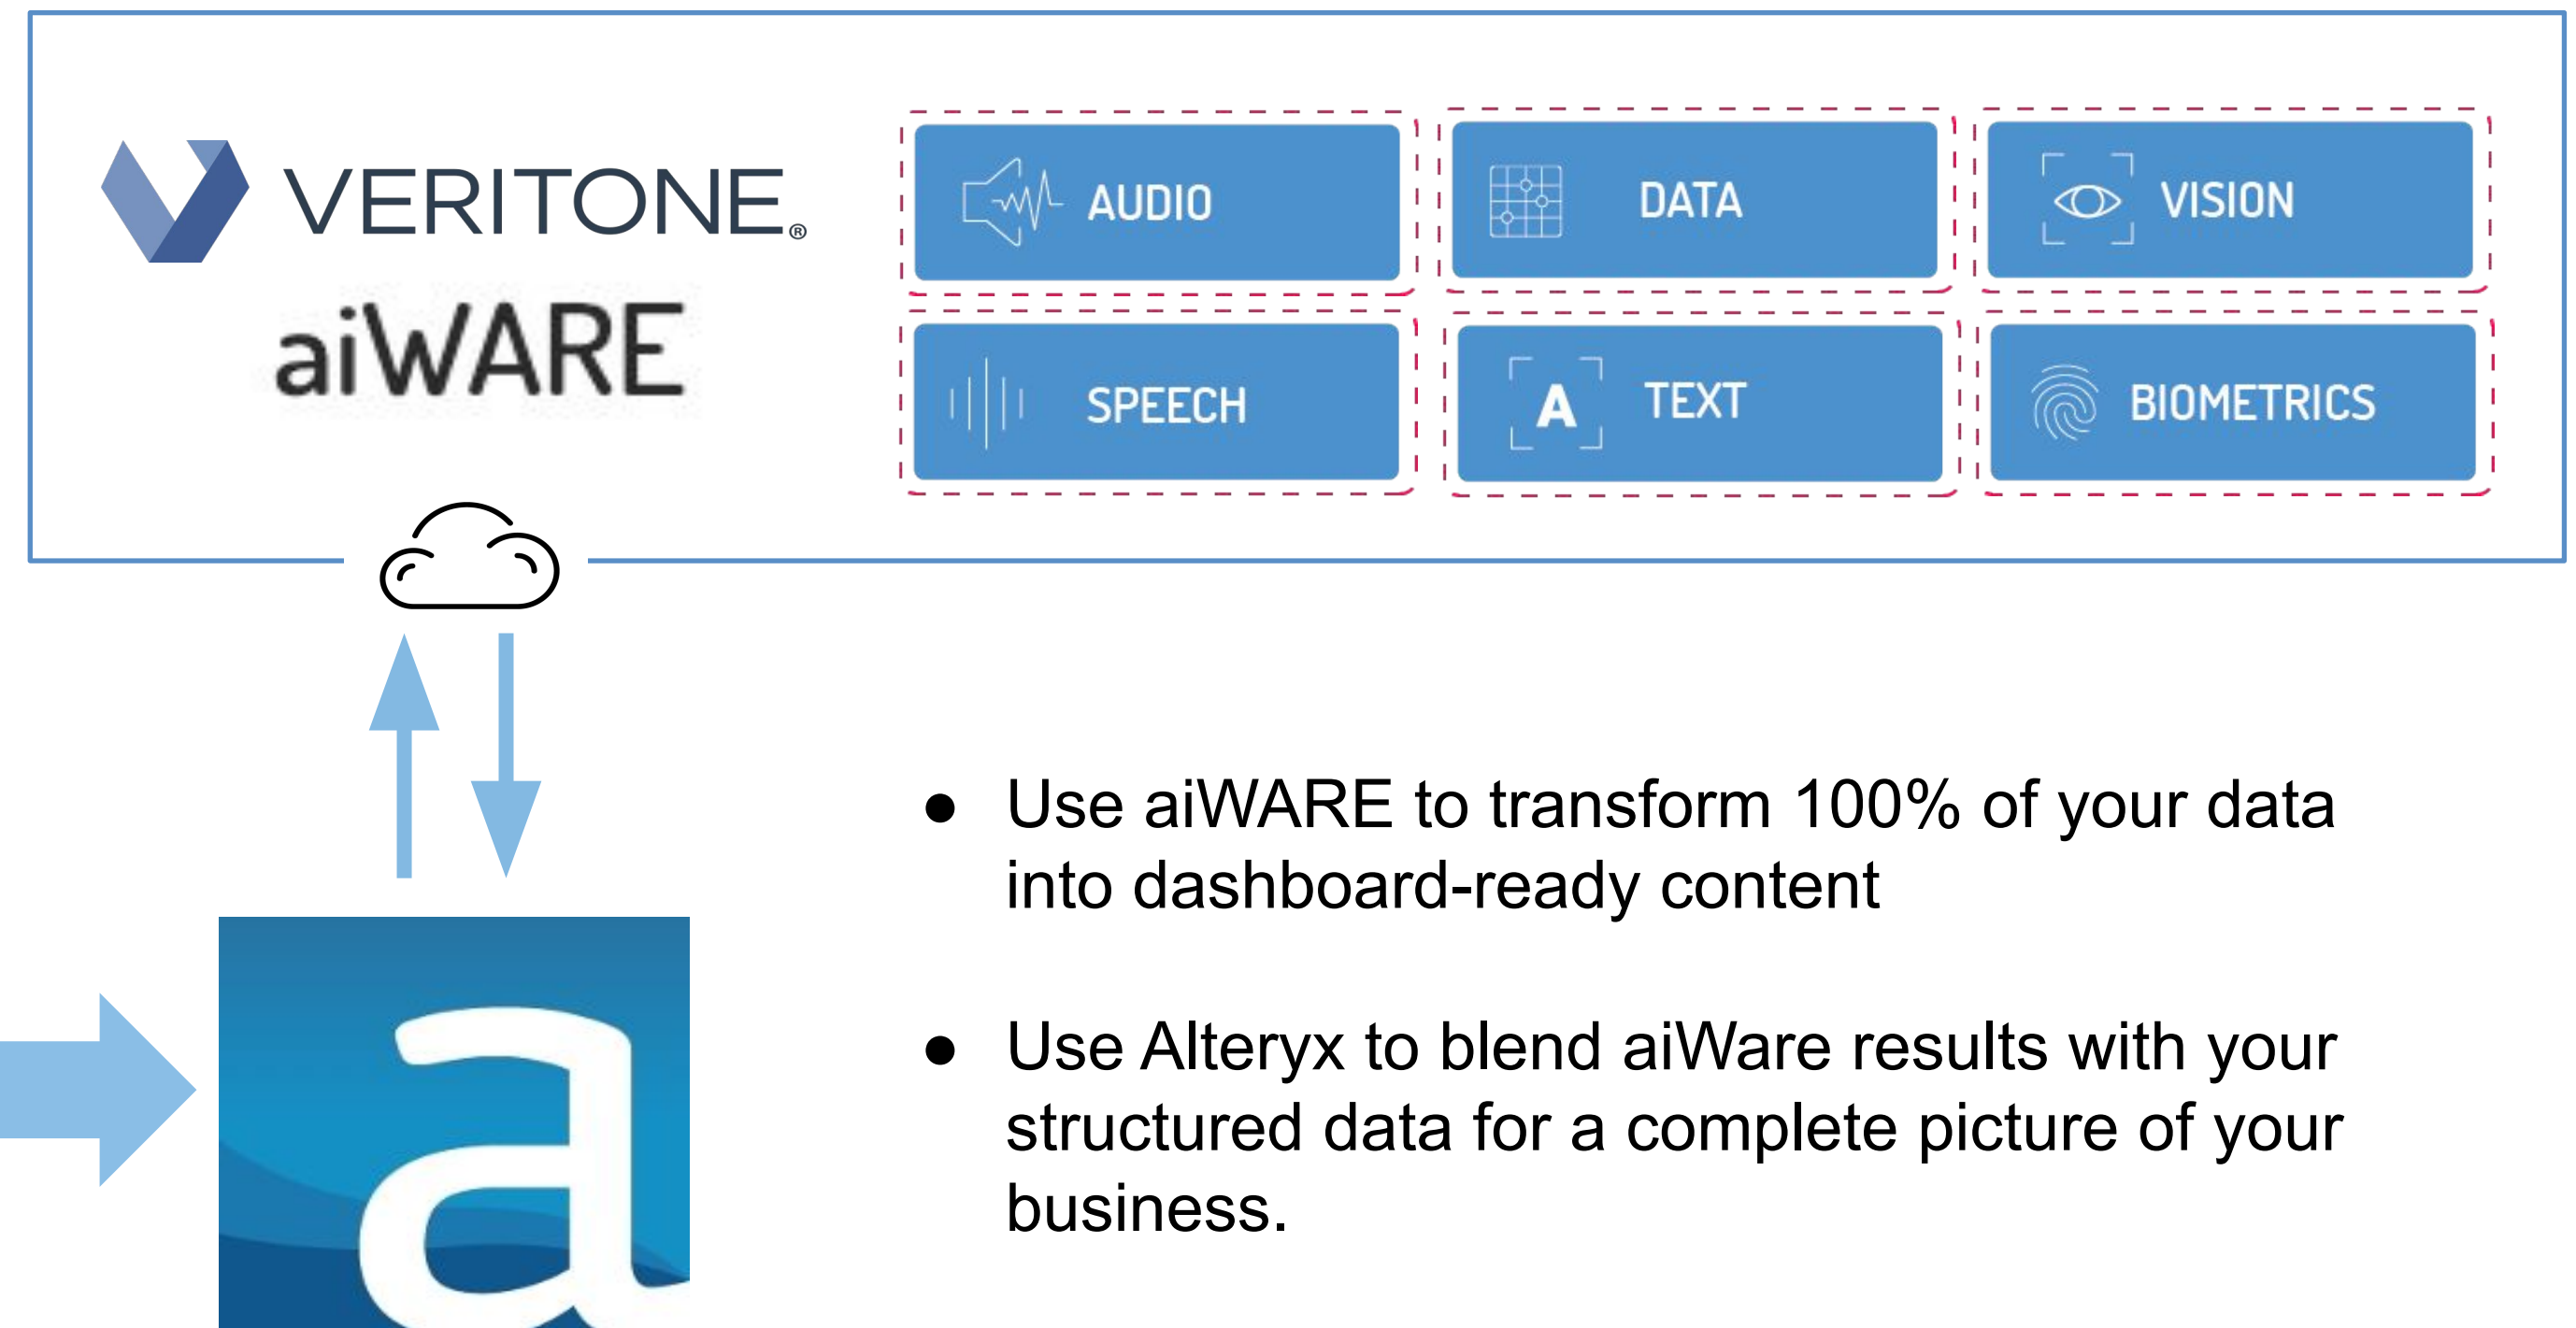 VERITONE®
aiWARE
AUDIO
DATA
VISION
SPEECH
A
TEXT
BIOMETRICS
● Use aiWARE to transform 100% of your data
into dashboard-ready content
● Use Alteryx to blend aiWare results with your
structured data for a complete picture of your
business.
a